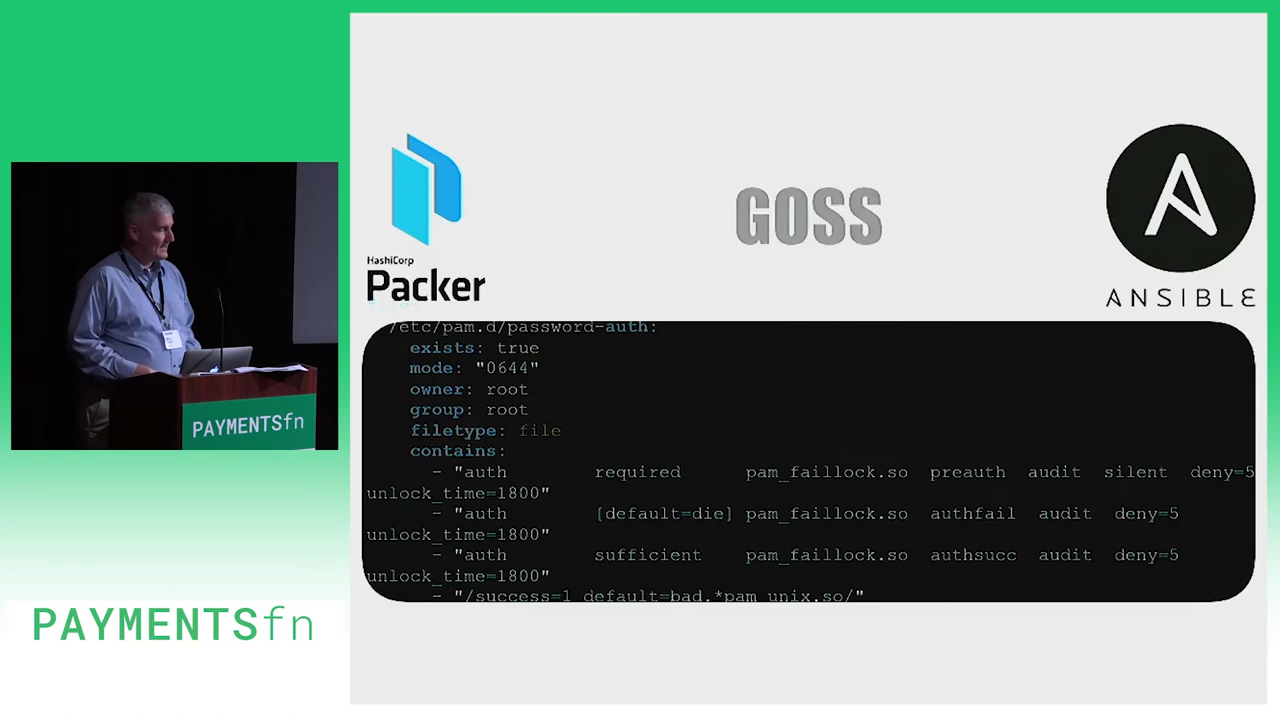 HashiCorp
Packer
GOSS
ANSIBLE
/etc/pam.d/password-auth:
exists: true
mode: "0644"
owner: root
group: root
filetype: file
contains:
- "auth required pam_faillock.so preauth audit silent deny=5
unlock_time=1800"
- "auth [default=die] pam_faillock.so authfail audit deny=5
unlock_time=1800"
- "auth sufficient pam_faillock.so authsucc audit deny=5
unlock_time=1800"
- "/success=1 default=bad.*pam_unix.so/"
PAYMENTSfn
PAYMENTSfn